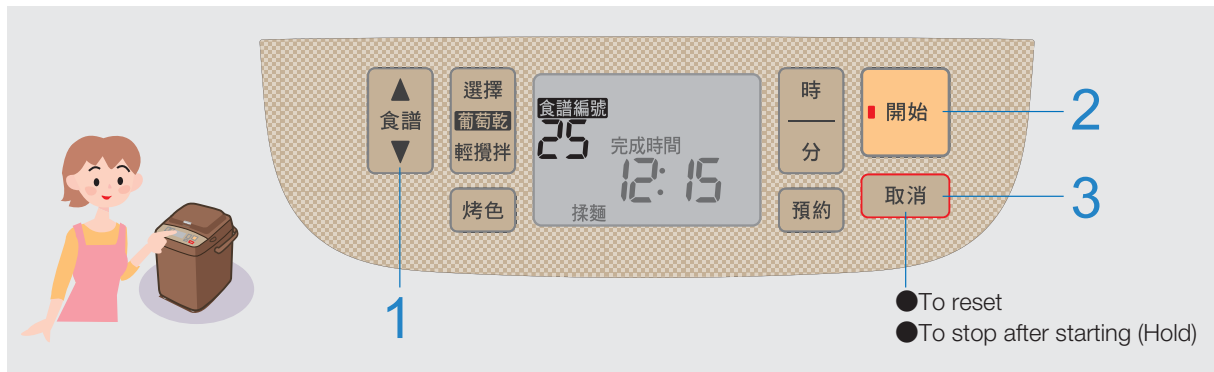 ▲
食譜
▼
選擇
葡萄乾
輕攪拌
烤色
食譜編號
25
完成時間
12:15
揉麵
時
分
預約
開始
取消
1
2
3
●To reset
●To stop after starting (Hold)